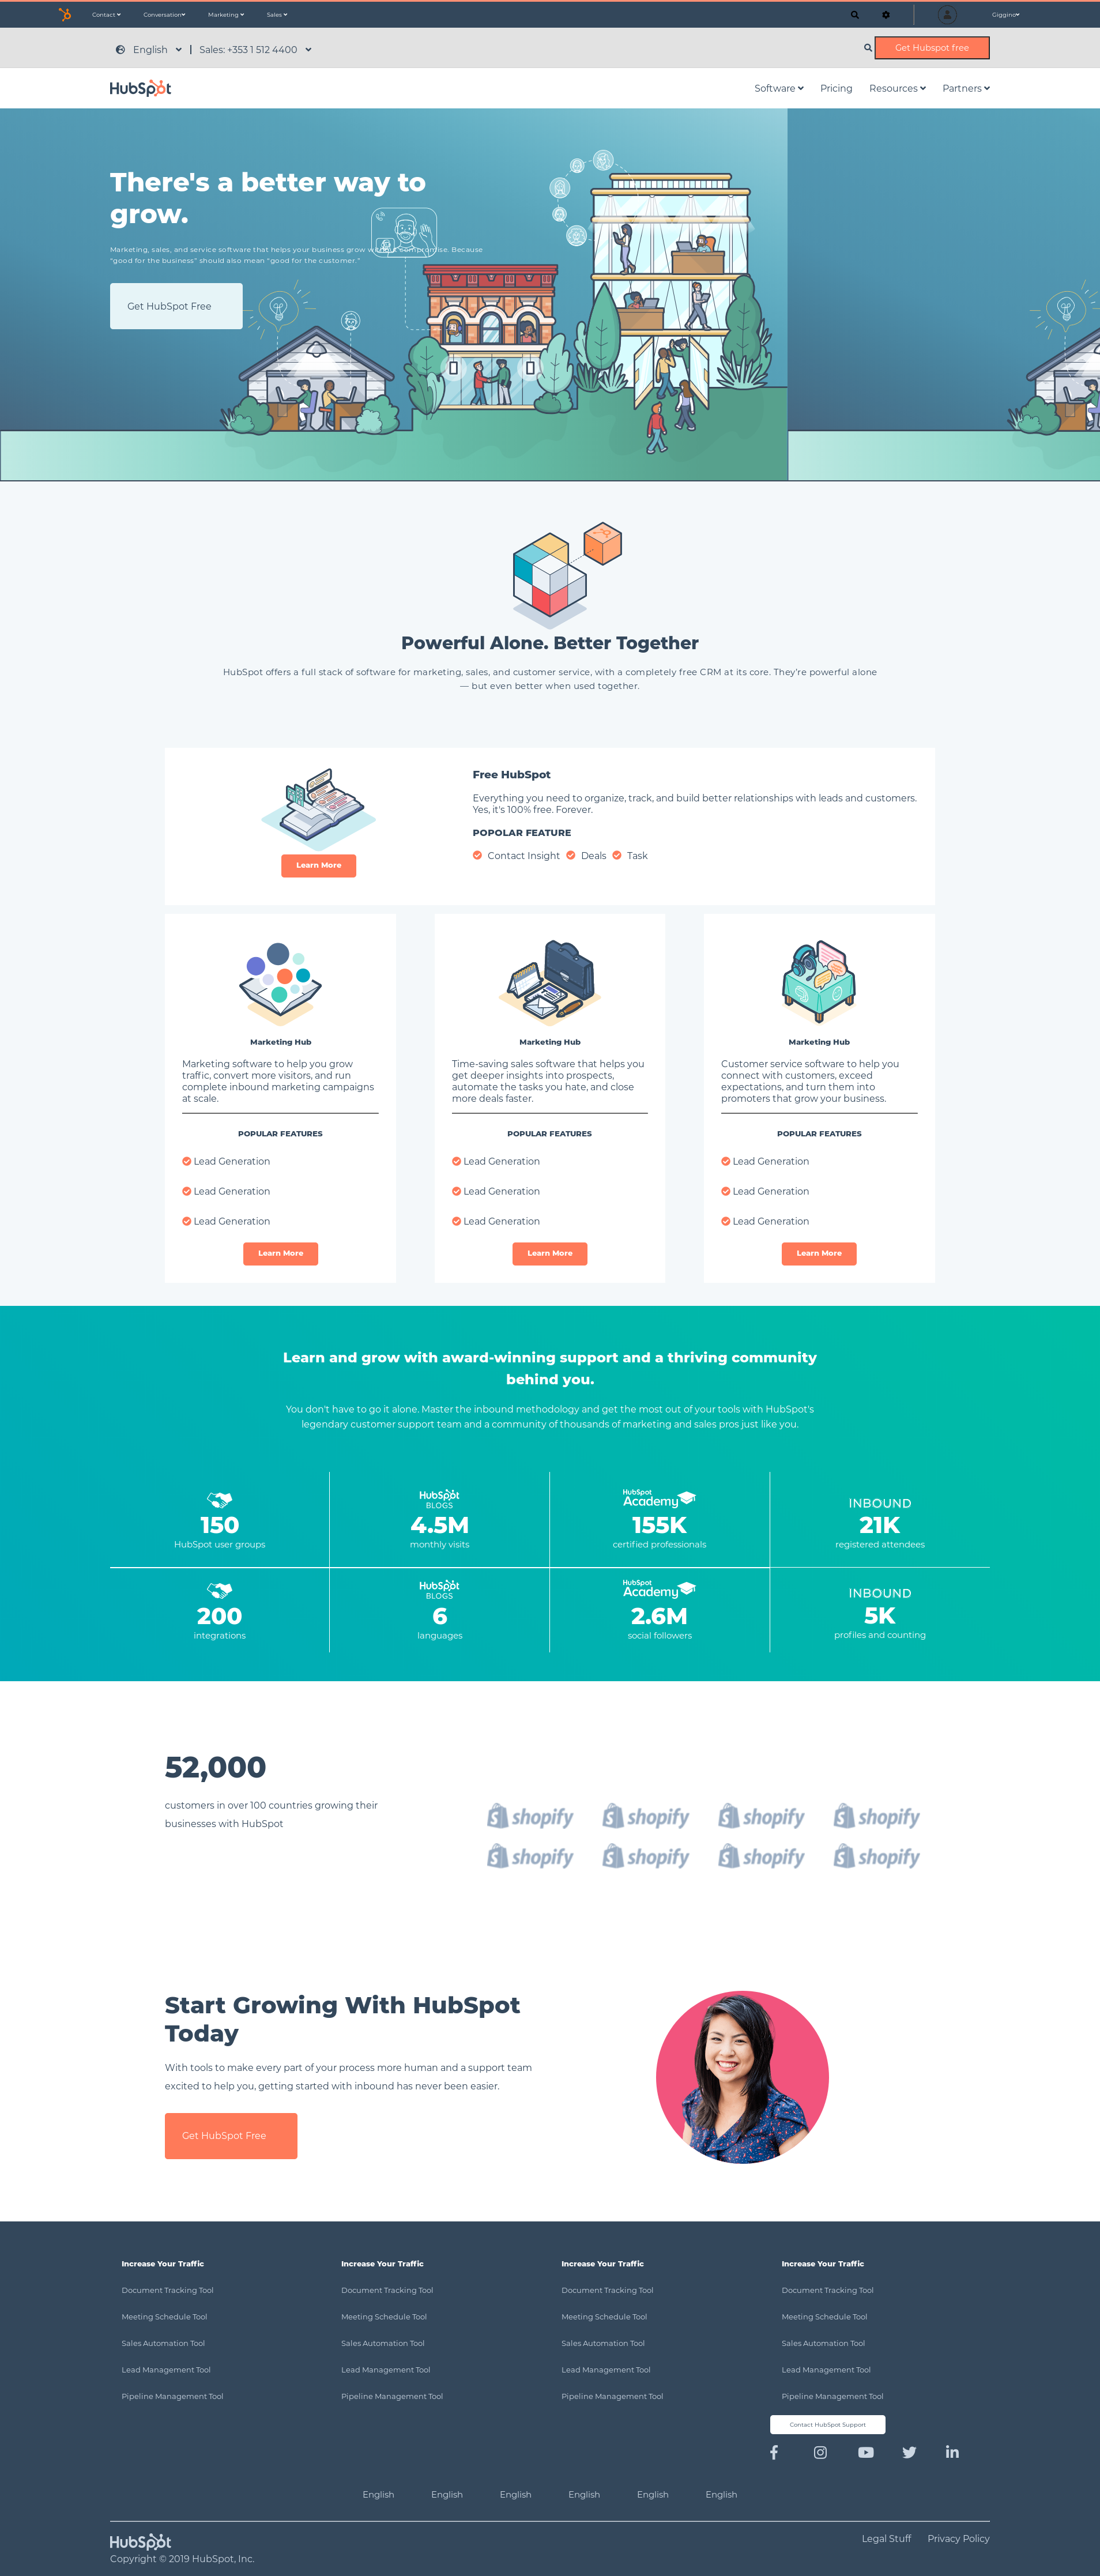 Contact Conversation Marketing Sales Giggino
English | Sales: +353 1 512 4400 Get Hubspot free
HubSpot Software Pricing Resources Partners
There's a better way to
grow.
Marketing, sales, and service software that helps your business grow without compromise. Because
"good for the business" should also mean "good for the customer."
Get HubSpot Free
Powerful Alone. Better Together
HubSpot offers a full stack of software for marketing, sales, and customer service, with a completely free CRM at its core. They're powerful alone
— but even better when used together.
Free HubSpot
Everything you need to organize, track, and build better relationships with leads and customers.
Yes, it's 100% free. Forever.
POPOLAR FEATURE
Contact Insight Deals Task
Learn More
Marketing Hub
Marketing software to help you grow
traffic, convert more visitors, and run
complete inbound marketing campaigns
at scale.
POPULAR FEATURES
Lead Generation
Lead Generation
Lead Generation
Learn More
Marketing Hub
Time-saving sales software that helps you
get deeper insights into prospects,
automate the tasks you hate, and close
more deals faster.
POPULAR FEATURES
Lead Generation
Lead Generation
Lead Generation
Learn More
Marketing Hub
Customer service software to help you
connect with customers, exceed
expectations, and turn them into
promoters that grow your business.
POPULAR FEATURES
Lead Generation
Lead Generation
Lead Generation
Learn More
Learn and grow with award-winning support and a thriving community
behind you.
You don't have to go it alone. Master the inbound methodology and get the most out of your tools with HubSpot's
legendary customer support team and a community of thousands of marketing and sales pros just like you.
150
HubSpot user groups
HubSpot
BLOGS
4.5M
monthly visits
HubSpot
Academy
155K
certified professionals
INBOUND
21K
registered attendees
200
integrations
HubSpot
BLOGS
6
languages
HubSpot
Academy
2.6M
social followers
INBOUND
5K
profiles and counting
52,000
customers in over 100 countries growing their
businesses with HubSpot
shopify shopify shopify shopify
shopify shopify shopify shopify
Start Growing With HubSpot
Today
With tools to make every part of your process more human and a support team
excited to help you, getting started with inbound has never been easier.
Get HubSpot Free
Increase Your Traffic Increase Your Traffic Increase Your Traffic Increase Your Traffic
Document Tracking Tool Document Tracking Tool Document Tracking Tool Document Tracking Tool
Meeting Schedule Tool Meeting Schedule Tool Meeting Schedule Tool Meeting Schedule Tool
Sales Automation Tool Sales Automation Tool Sales Automation Tool Sales Automation Tool
Lead Management Tool Lead Management Tool Lead Management Tool Lead Management Tool
Pipeline Management Tool Pipeline Management Tool Pipeline Management Tool Pipeline Management Tool
Contact HubSpot Support
English English English English English English
HubSpot Legal Stuff Privacy Policy
Copyright © 2019 HubSpot, Inc.